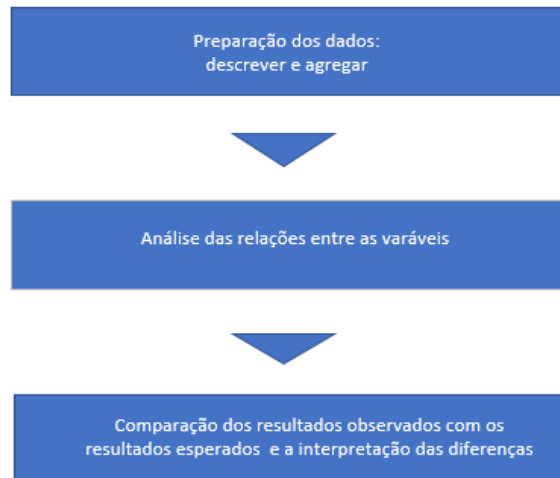 Preparação dos dados:
descrever e agregar
Análise das relações entre as varáveis
Comparação dos resultados observados com os
resultados esperados e a interpretação das diferenças